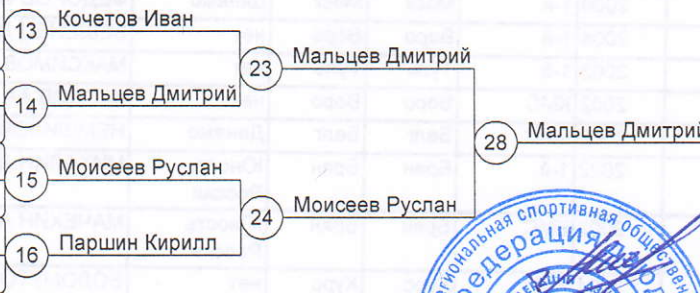 13 Кочетов Иван
23 Мальцев Дмитрий
14 Мальцев Дмитрий
28 Мальцев Дмитрий
15 Моисеев Руслан
24 Моисеев Руслан
16 Паршин Кирилл
спортивная